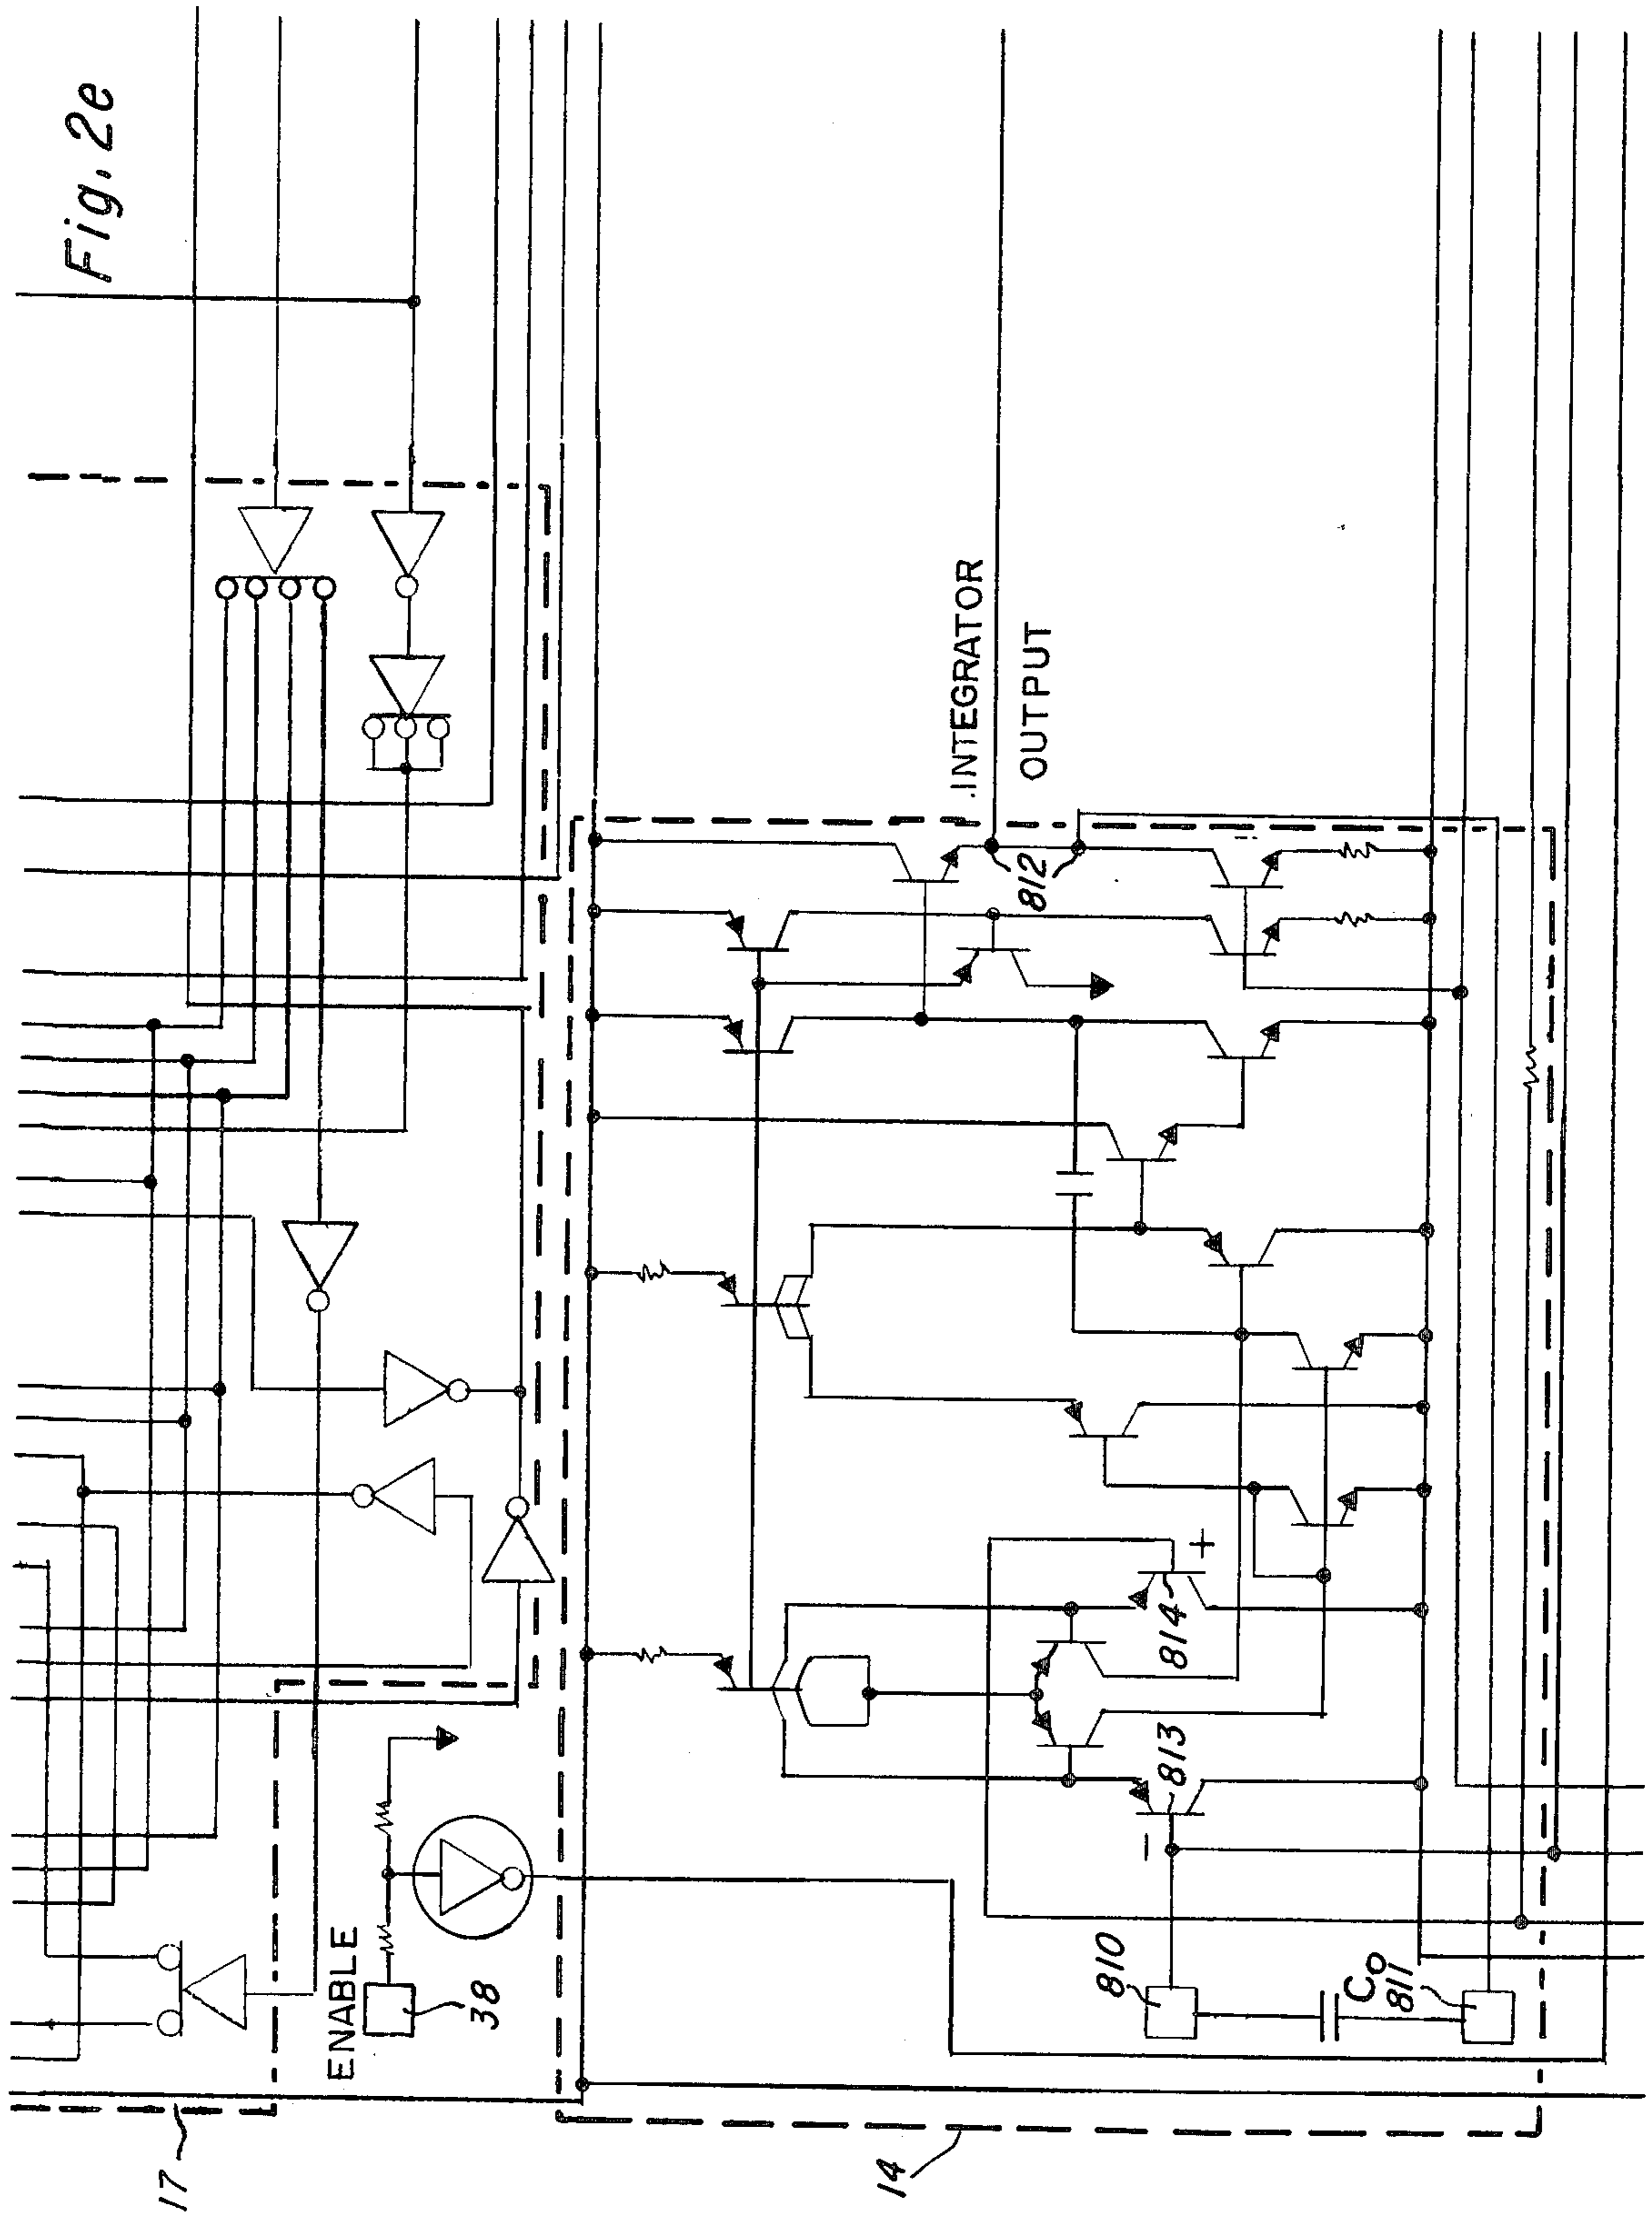 Fig. 2e
17
ENABLE
38
INTEGRATOR
OUTPUT
812
814
+
813
−
810
Co
811
14